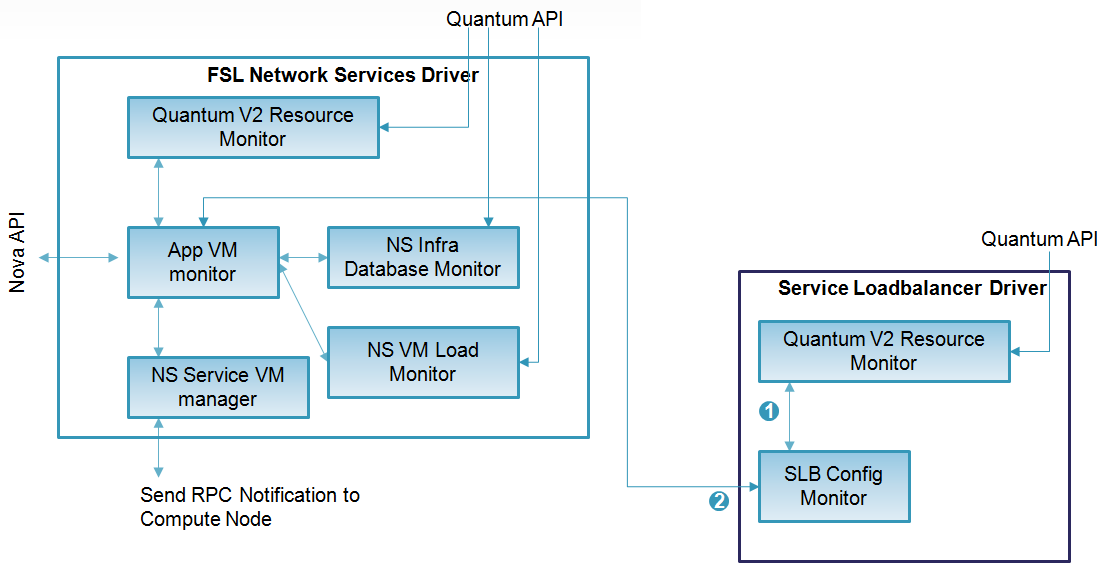 Quantum API
FSL Network Services Driver
Quantum V2 Resource
Monitor
Nova API
App VM
monitor
NS Infra
Database Monitor
NS VM Load
Monitor
NS Service VM
manager
Send RPC Notification to
Compute Node
Quantum API
Service Loadbalancer Driver
Quantum V2 Resource
Monitor
1
SLB Config
Monitor
2